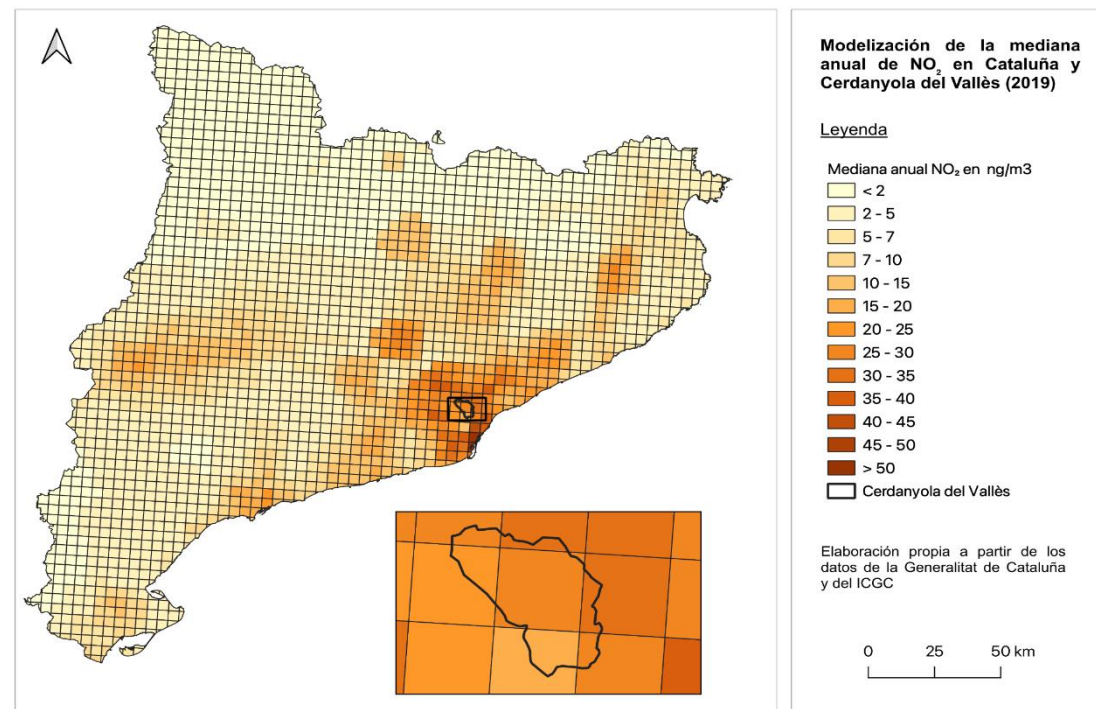 Modelización de la mediana
anual de NO₂ en Cataluña y
Cerdanyola del Vallès (2019)
Leyenda
Mediana anual NO₂ en ng/m3
< 2
2 - 5
5 - 7
7 - 10
10 - 15
15 - 20
20 - 25
25 - 30
30 - 35
35 - 40
40 - 45
45 - 50
> 50
Cerdanyola del Vallès
Elaboración propia a partir de los
datos de la Generalitat de Cataluña
y del ICGC
0 25 50 km